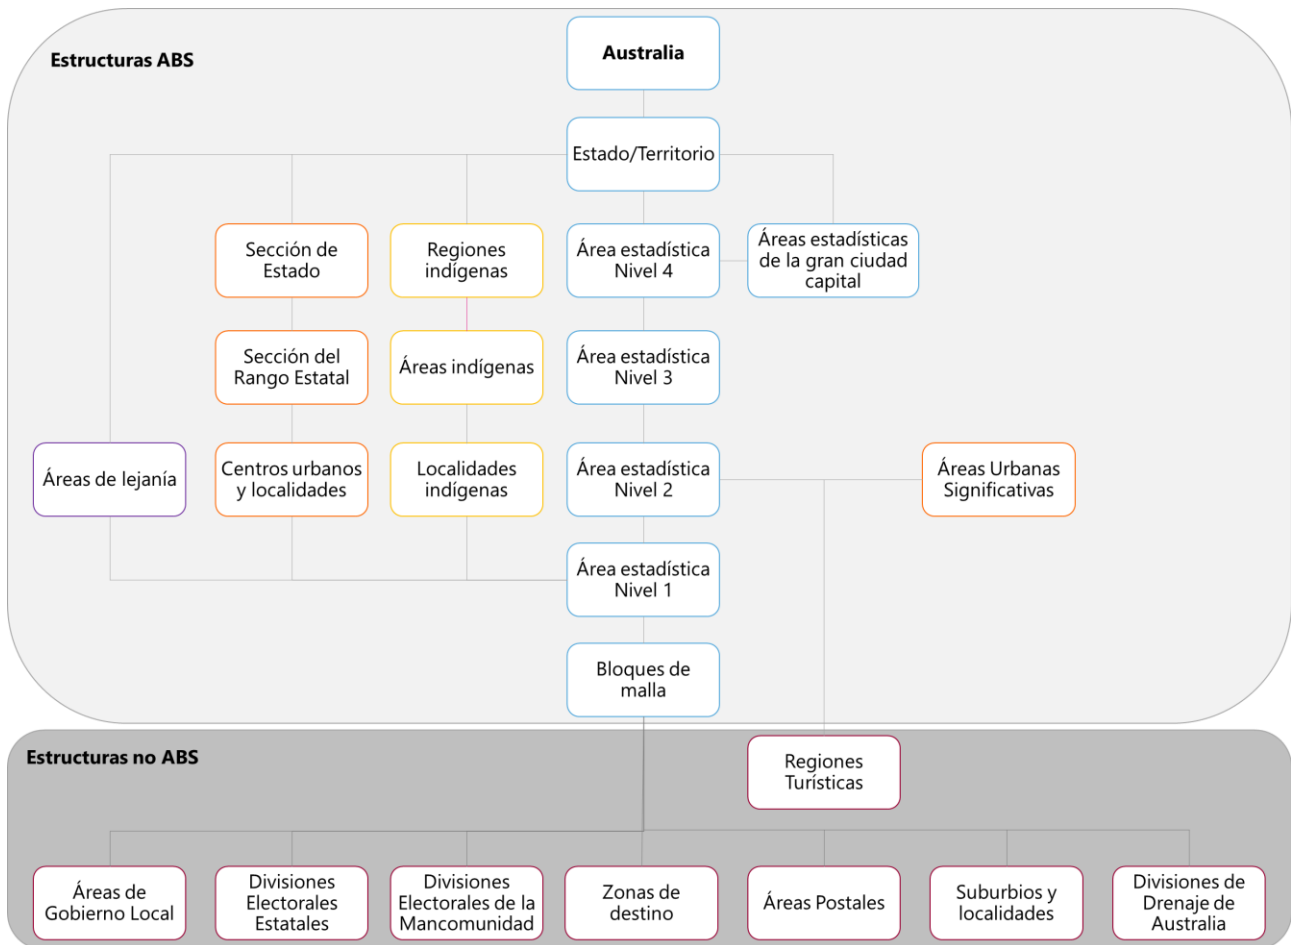 Australia
Estructuras ABS
Estado/Territorio
Sección de
Estado
Regiones
indígenas
Área estadística
Nivel 4
Áreas estadísticas
de la gran ciudad
capital
Sección del
Rango Estatal
Áreas indígenas
Área estadística
Nivel 3
Áreas de lejanía
Centros urbanos
y localidades
Localidades
indígenas
Área estadística
Nivel 2
Áreas Urbanas
Significativas
Área estadística
Nivel 1
Bloques de
malla
Estructuras no ABS
Regiones
Turísticas
Áreas de
Gobierno Local
Divisiones
Electorales
Estatales
Divisiones
Electorales de la
Mancomunidad
Zonas de
destino
Áreas Postales
Suburbios y
localidades
Divisiones de
Drenaje de
Australia